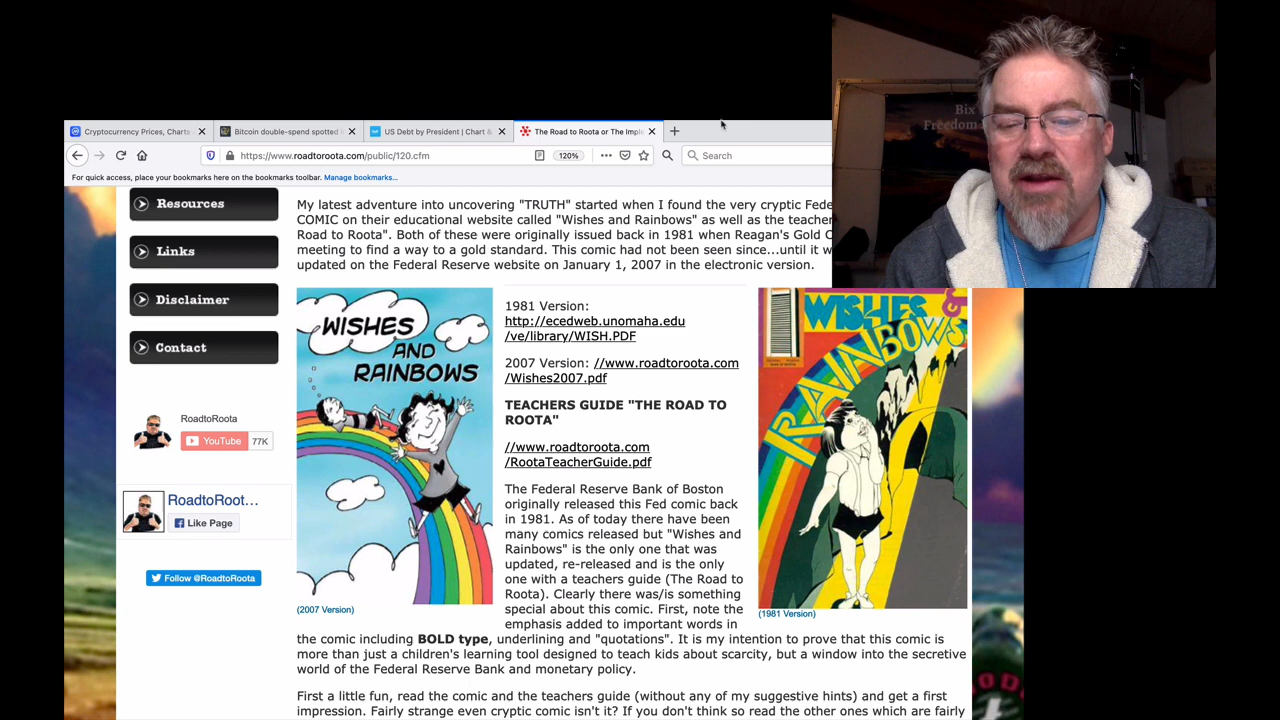 Cryptocurrency Prices, Charts
Bitcoin double-spend spotted i
US Debt by President | Chart &
The Road to Roota or The Imple
https://www.roadtoroota.com/public/120.cfm
120%
Search
For quick access, place your bookmarks here on the bookmarks toolbar. Manage bookmarks...
Bix
Freedom
Resources
Links
Disclaimer
Contact
RoadtoRoota
YouTube 77K
RoadtoRoot...
Like Page
Follow @RoadtoRoota
My latest adventure into uncovering "TRUTH" started when I found the very cryptic Fede
COMIC on their educational website called "Wishes and Rainbows" as well as the teacher
Road to Roota". Both of these were originally issued back in 1981 when Reagan's Gold C
meeting to find a way to a gold standard. This comic had not been seen since...until it w
updated on the Federal Reserve website on January 1, 2007 in the electronic version.
WISHES
AND
RAINBOWS
(2007 Version)
1981 Version:
http://ecedweb.unomaha.edu
/ve/library/WISH.PDF
2007 Version: //www.roadtoroota.com
/Wishes2007.pdf
TEACHERS GUIDE "THE ROAD TO
ROOTA"
//www.roadtoroota.com
/RootaTeacherGuide.pdf
WISHES &
RAINBOWS
(1981 Version)
The Federal Reserve Bank of Boston
originally released this Fed comic back
in 1981. As of today there have been
many comics released but "Wishes and
Rainbows" is the only one that was
updated, re-released and is the only
one with a teachers guide (The Road to
Roota). Clearly there was/is something
special about this comic. First, note the
emphasis added to important words in
the comic including BOLD type, underlining and "quotations". It is my intention to prove that this comic is
more than just a children's learning tool designed to teach kids about scarcity, but a window into the secretive
world of the Federal Reserve Bank and monetary policy.
First a little fun, read the comic and the teachers guide (without any of my suggestive hints) and get a first
impression. Fairly strange even cryptic comic isn't it? If you don't think so read the other ones which are fairly